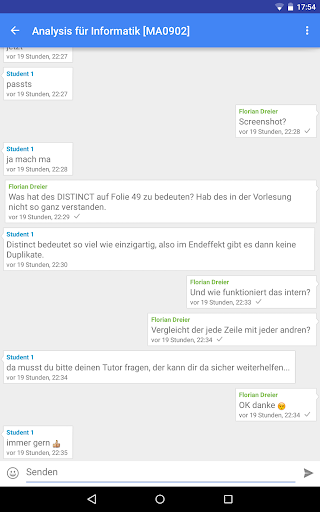 17:54
Analysis für Informatik [MA0902]
jetzt
vor 19 Stunden, 22:27
Student 1
passts
vor 19 Stunden, 22:27
Florian Dreier
Screenshot?
vor 19 Stunden, 22:28
Student 1
ja mach ma
vor 19 Stunden, 22:28
Florian Dreier
Was hat des DISTINCT auf Folie 49 zu bedeuten? Hab des in der Vorlesung
nicht so ganz verstanden.
vor 19 Stunden, 22:29
Student 1
Distinct bedeutet so viel wie einzigartig, also im Endeffekt gibt es dann keine
Duplikate.
vor 19 Stunden, 22:30
Florian Dreier
Und wie funktioniert das intern?
vor 19 Stunden, 22:33
Florian Dreier
Vergleicht der jede Zeile mit jeder andren?
vor 19 Stunden, 22:34
Student 1
da musst du bitte deinen Tutor fragen, der kann dir da sicher weiterhelfen...
vor 19 Stunden, 22:34
Florian Dreier
OK danke 😊
vor 19 Stunden, 22:34
Student 1
immer gern 👍
vor 19 Stunden, 22:35
Senden